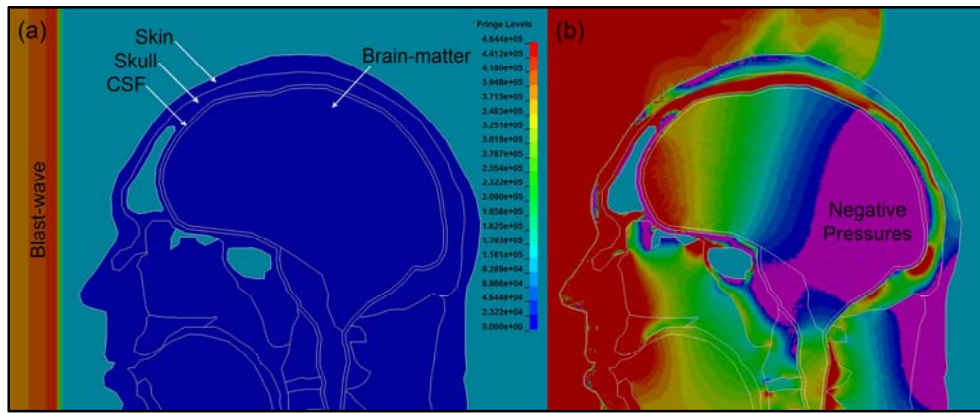 (a)
Skin
Skull
CSF
Brain-matter
Blast-wave
Fringe Levels
4.644e+05
4.412e+05
4.180e+05
3.948e+05
3.715e+05
3.483e+05
3.251e+05
3.019e+05
2.787e+05
2.554e+05
2.322e+05
2.090e+05
1.858e+05
1.625e+05
1.393e+05
1.161e+05
9.289e+04
6.966e+04
4.644e+04
2.322e+04
0.000e+00
(b)
Negative
Pressures